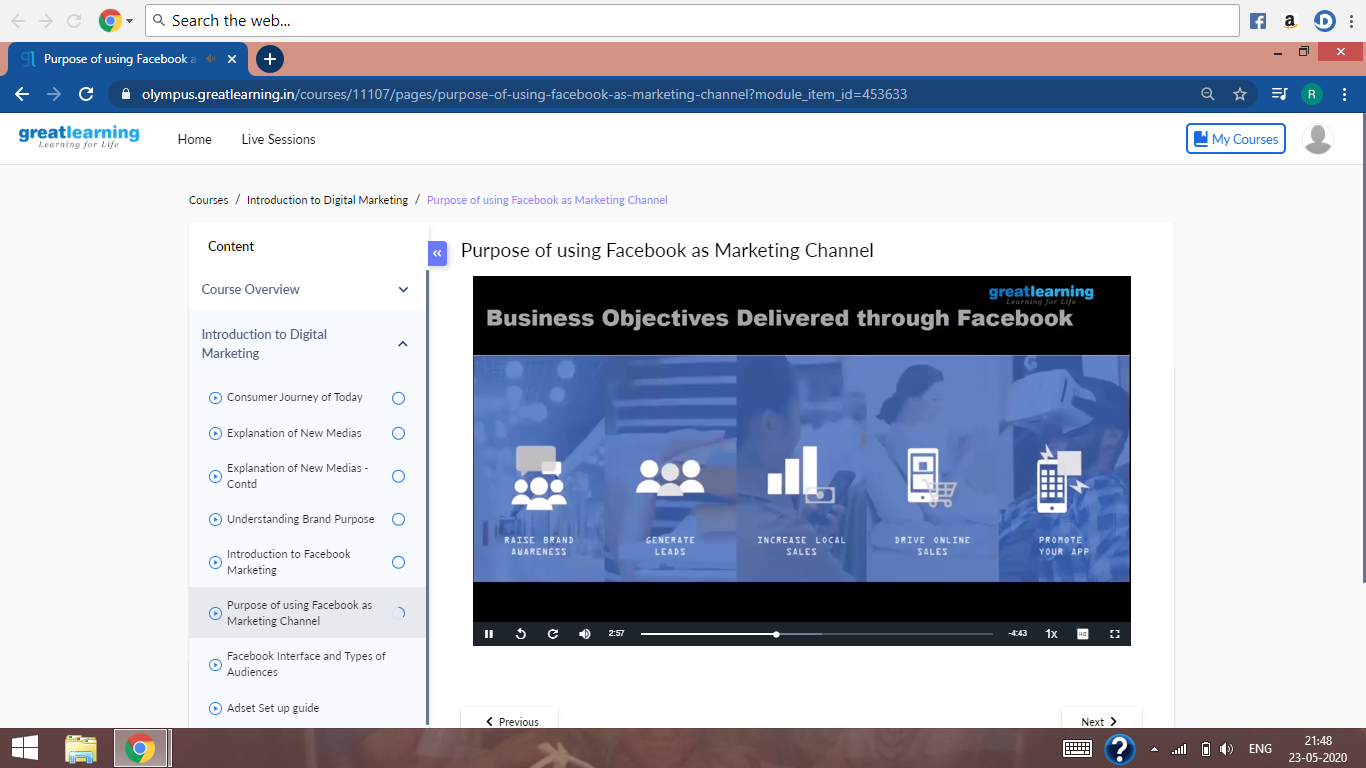 Search the web...
Purpose of using Facebook a
olympus.greatlearning.in/courses/11107/pages/purpose-of-using-facebook-as-marketing-channel?module_item_id=453633
R
greatlearning
Learning for Life
Home
Live Sessions
My Courses
Courses / Introduction to Digital Marketing / Purpose of using Facebook as Marketing Channel
Content
Course Overview
Introduction to Digital
Marketing
Consumer Journey of Today
Explanation of New Medias
Explanation of New Medias -
Contd
Understanding Brand Purpose
Introduction to Facebook
Marketing
Purpose of using Facebook as
Marketing Channel
Facebook Interface and Types of
Audiences
Adset Set up guide
Purpose of using Facebook as Marketing Channel
greatlearning
Learning for Life
Business Objectives Delivered through Facebook
RAISE BRAND
AWARENESS
GENERATE
LEADS
INCREASE LOCAL
SALES
DRIVE ONLINE
SALES
PROMOTE
YOUR APP
2:57
-4:43
1x
HD
Previous
Next
ENG
21:48
23-05-2020